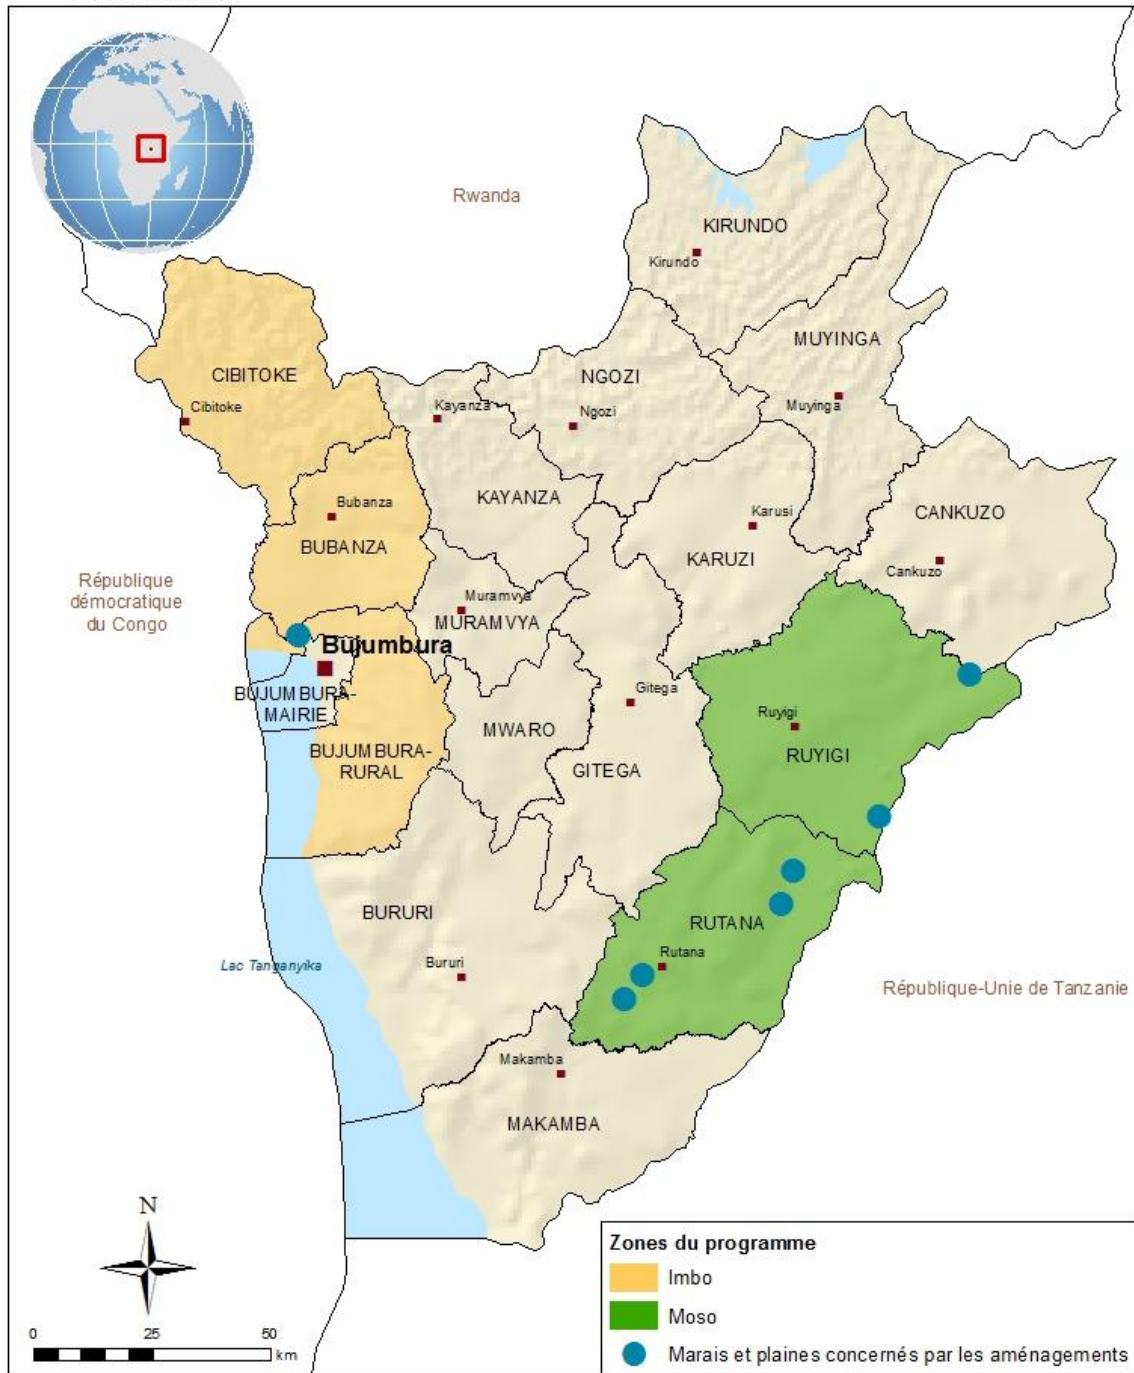 Rwanda
KIRUNDO
Kirundo
MUYINGA
Muyinga
CIBITOKE
Cibitoke
NGOZI
Ngozi
Kayanza
KAYANZA
Bubanza
BUBANZA
Karusi
KARUZI
CANKUZO
Cankuzo
République
démocratique
du Congo
Muramvya
MURAMVYA
Bujumbura
BUJUMBURA-
MAIRIE
BUJUMBURA-
RURAL
MWARO
Gitega
GITEGA
Ruyigi
RUYIGI
BURURI
Bururi
RUTANA
Rutana
Lac Tanganyika
République-Unie de Tanzanie
Makamba
MAKAMBA
N
0 25 50
km
Zones du programme
Imbo
Moso
Marais et plaines concernés par les aménagements